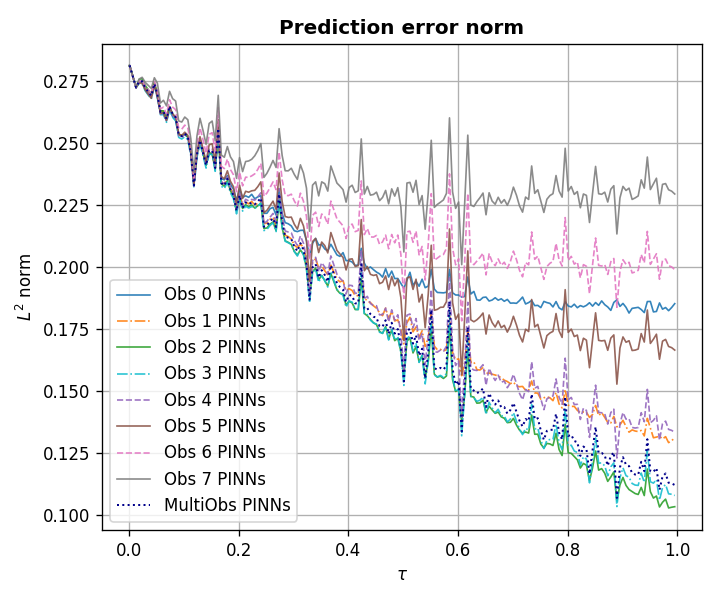 Prediction error norm
L² norm
0.275
0.250
0.225
0.200
0.175
0.150
0.125
0.100
Obs 0 PINNs
Obs 1 PINNs
Obs 2 PINNs
Obs 3 PINNs
Obs 4 PINNs
Obs 5 PINNs
Obs 6 PINNs
Obs 7 PINNs
MultiObs PINNs
0.0 0.2 0.4 0.6 0.8 1.0
τ